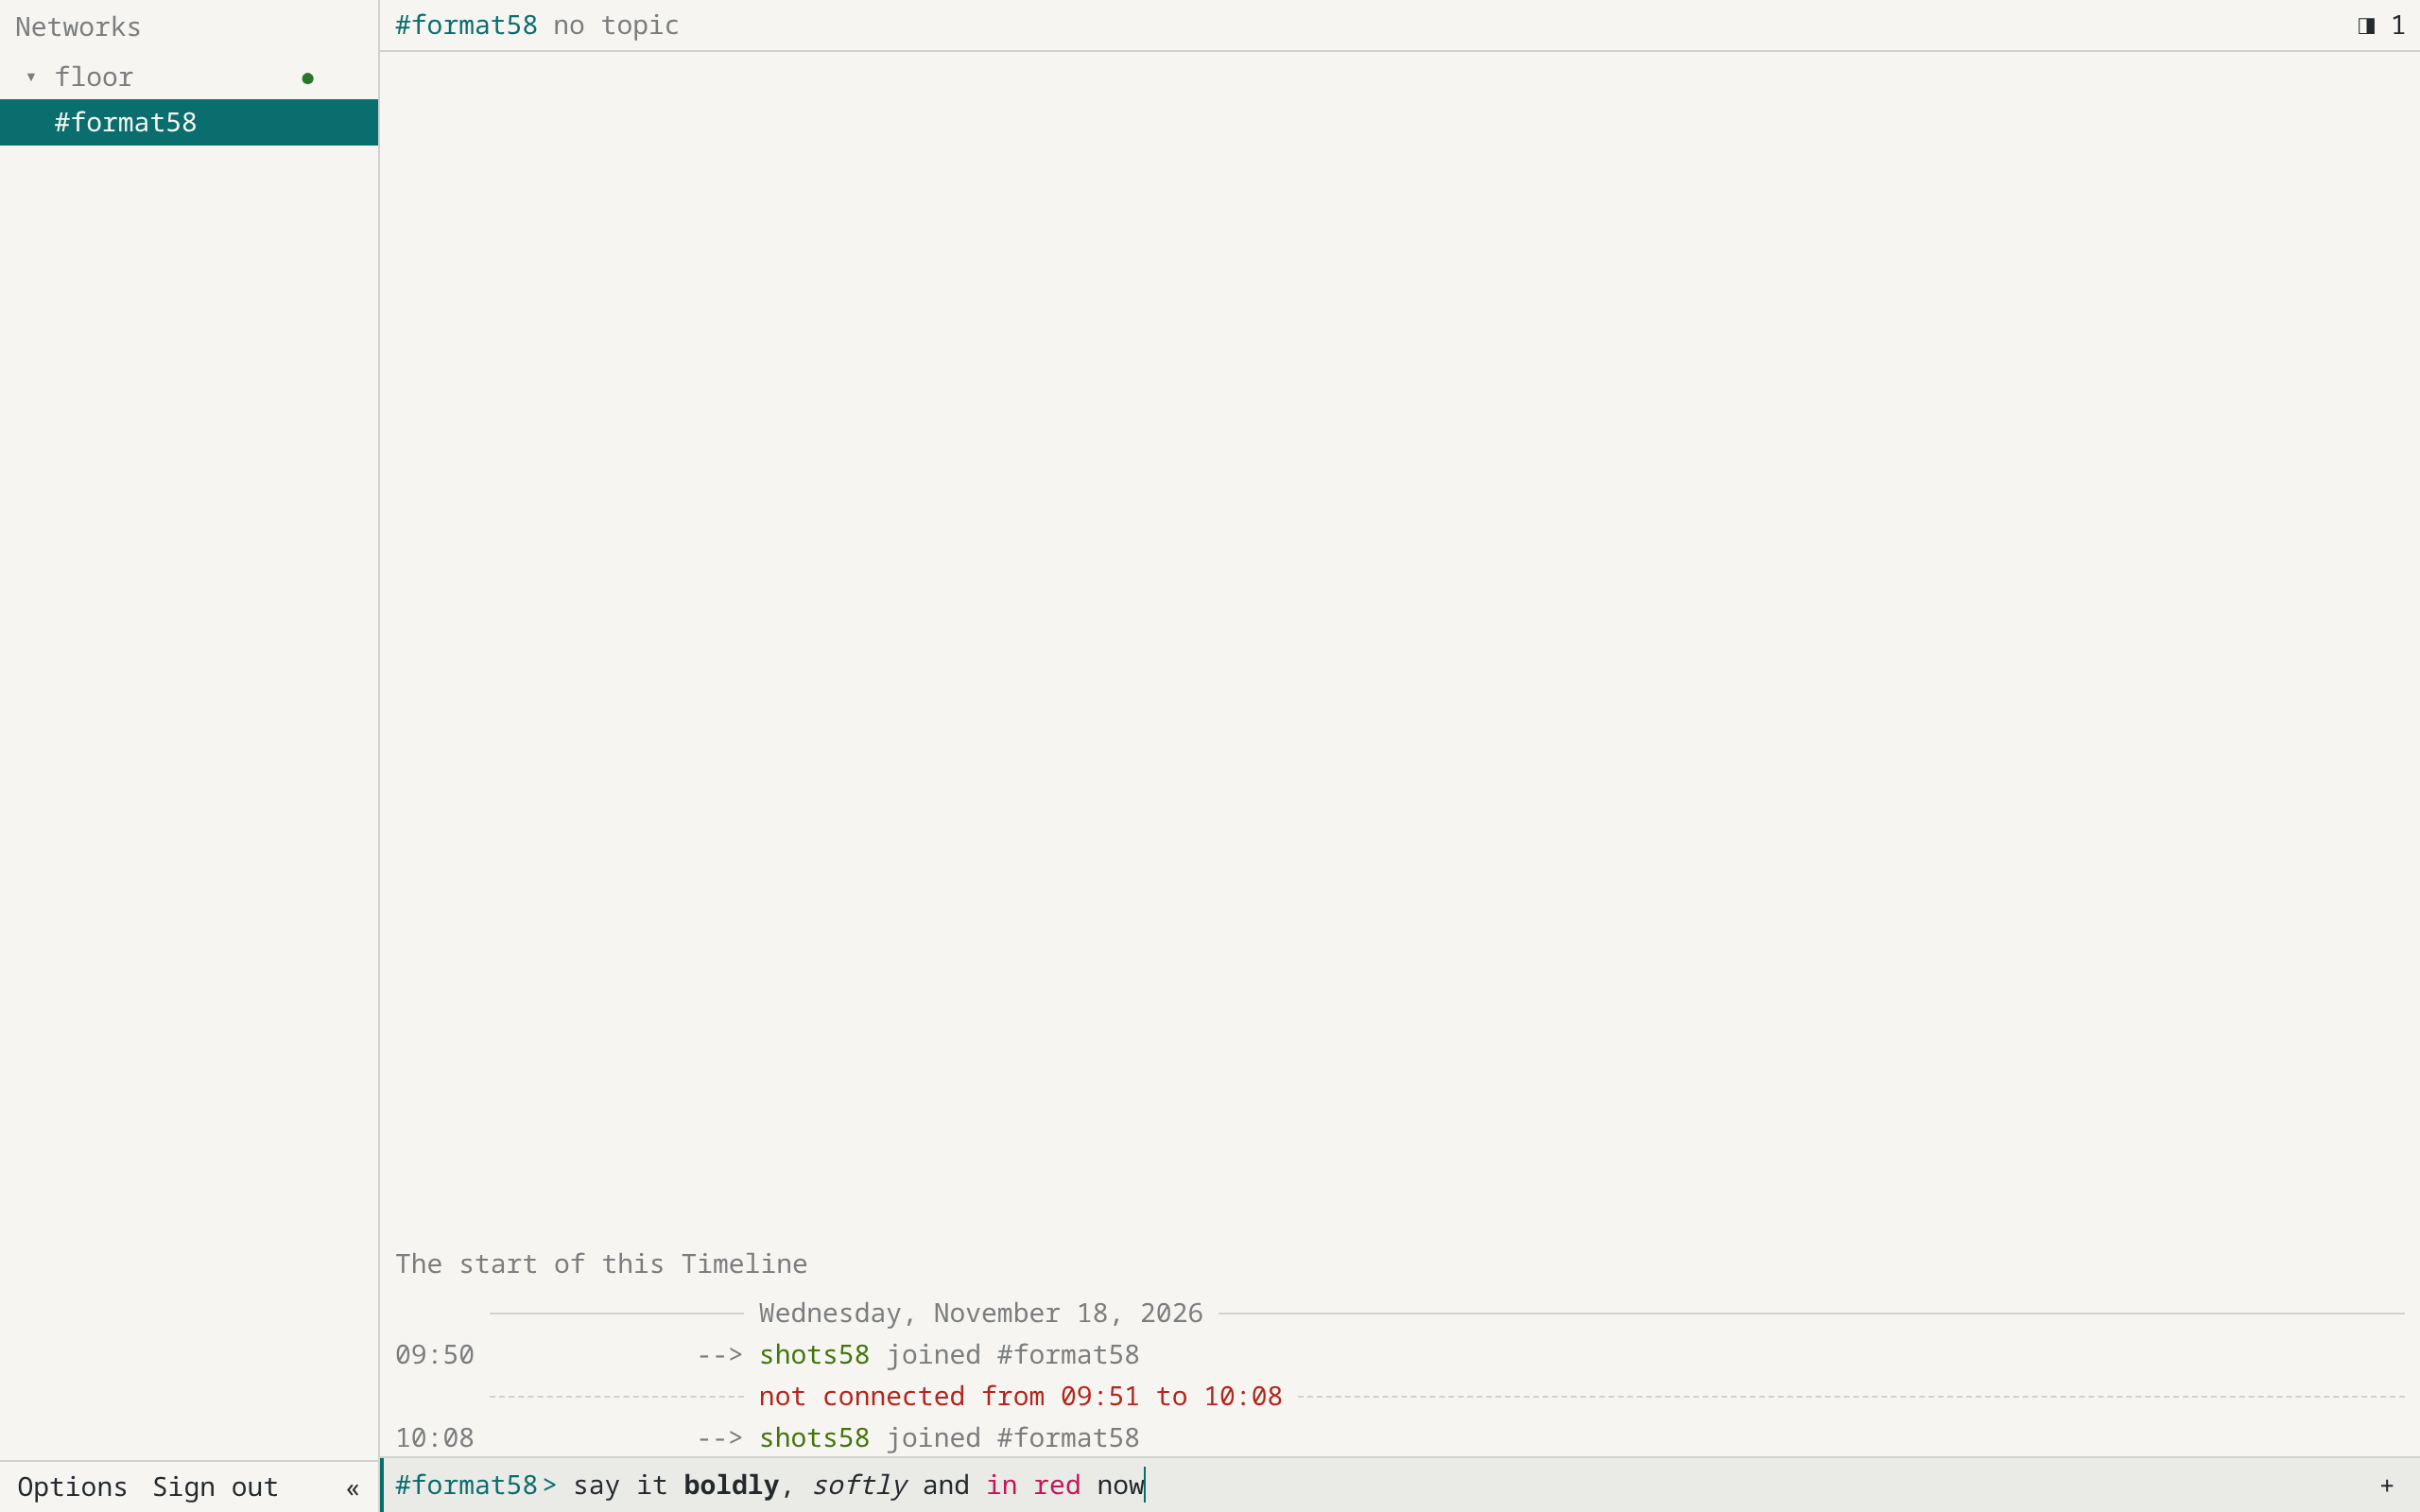 Networks
▾ floor ●
#format58
Options Sign out «
#format58 no topic ◨ 1
The start of this Timeline
Wednesday, November 18, 2026
09:50 --> shots58 joined #format58
not connected from 09:51 to 10:08
10:08 --> shots58 joined #format58
#format58> say it boldly, softly and in red now +